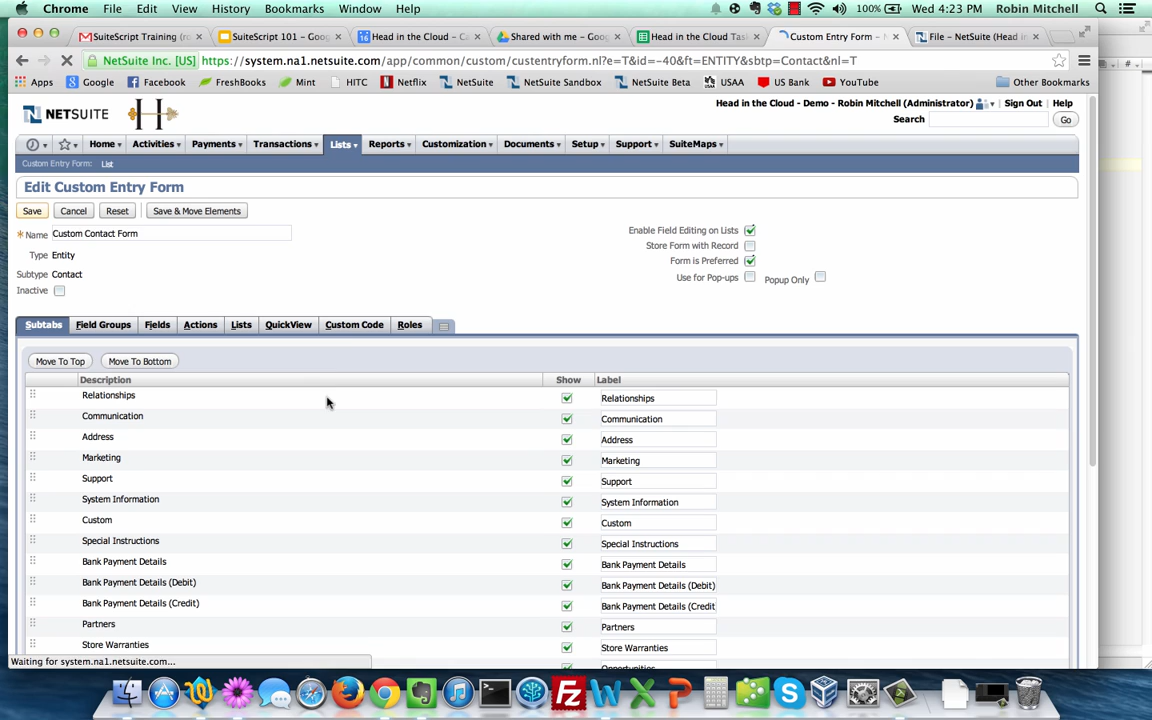 Chrome File Edit View History Bookmarks Window Help 100% Wed 4:23 PM Robin Mitchell
SuiteScript Training (ro × SuiteScript 101 - Goog × Head in the Cloud - Ca × Shared with me - Goo × Head in the Cloud Tas × Custom Entry Form - N × File - NetSuite (Head i ×
NetSuite Inc. [US] https://system.na1.netsuite.com/app/common/custom/custentryform.nl?e=T&id=-40&ft=ENTITY&sbtp=Contact&nl=T
Apps Google FreshBooks Mint HITC Netflix NetSuite NetSuite Sandbox NetSuite Beta USAA US Bank YouTube Other Bookmarks
NETSUITE H Head in the Cloud - Demo - Robin Mitchell (Administrator) Sign Out Help
Search Go
Home Activities Payments Transactions Lists Reports Customization Documents Setup Support SuiteMaps
Custom Entry Form: List
Edit Custom Entry Form
Save Cancel Reset Save & Move Elements
* Name Custom Contact Form Enable Field Editing on Lists
Store Form with Record
Type Entity Form is Preferred
Subtype Contact Use for Pop-ups Popup Only
Inactive
Subtabs Field Groups Fields Actions Lists QuickView Custom Code Roles
Move To Top Move To Bottom
Description Show Label
Relationships Relationships
Communication Communication
Address Address
Marketing Marketing
Support Support
System Information System Information
Custom Custom
Special Instructions Special Instructions
Bank Payment Details Bank Payment Details
Bank Payment Details (Debit) Bank Payment Details (Debit)
Bank Payment Details (Credit) Bank Payment Details (Credit
Partners Partners
Store Warranties Store Warranties
Opportunities
Waiting for system.na1.netsuite.com...